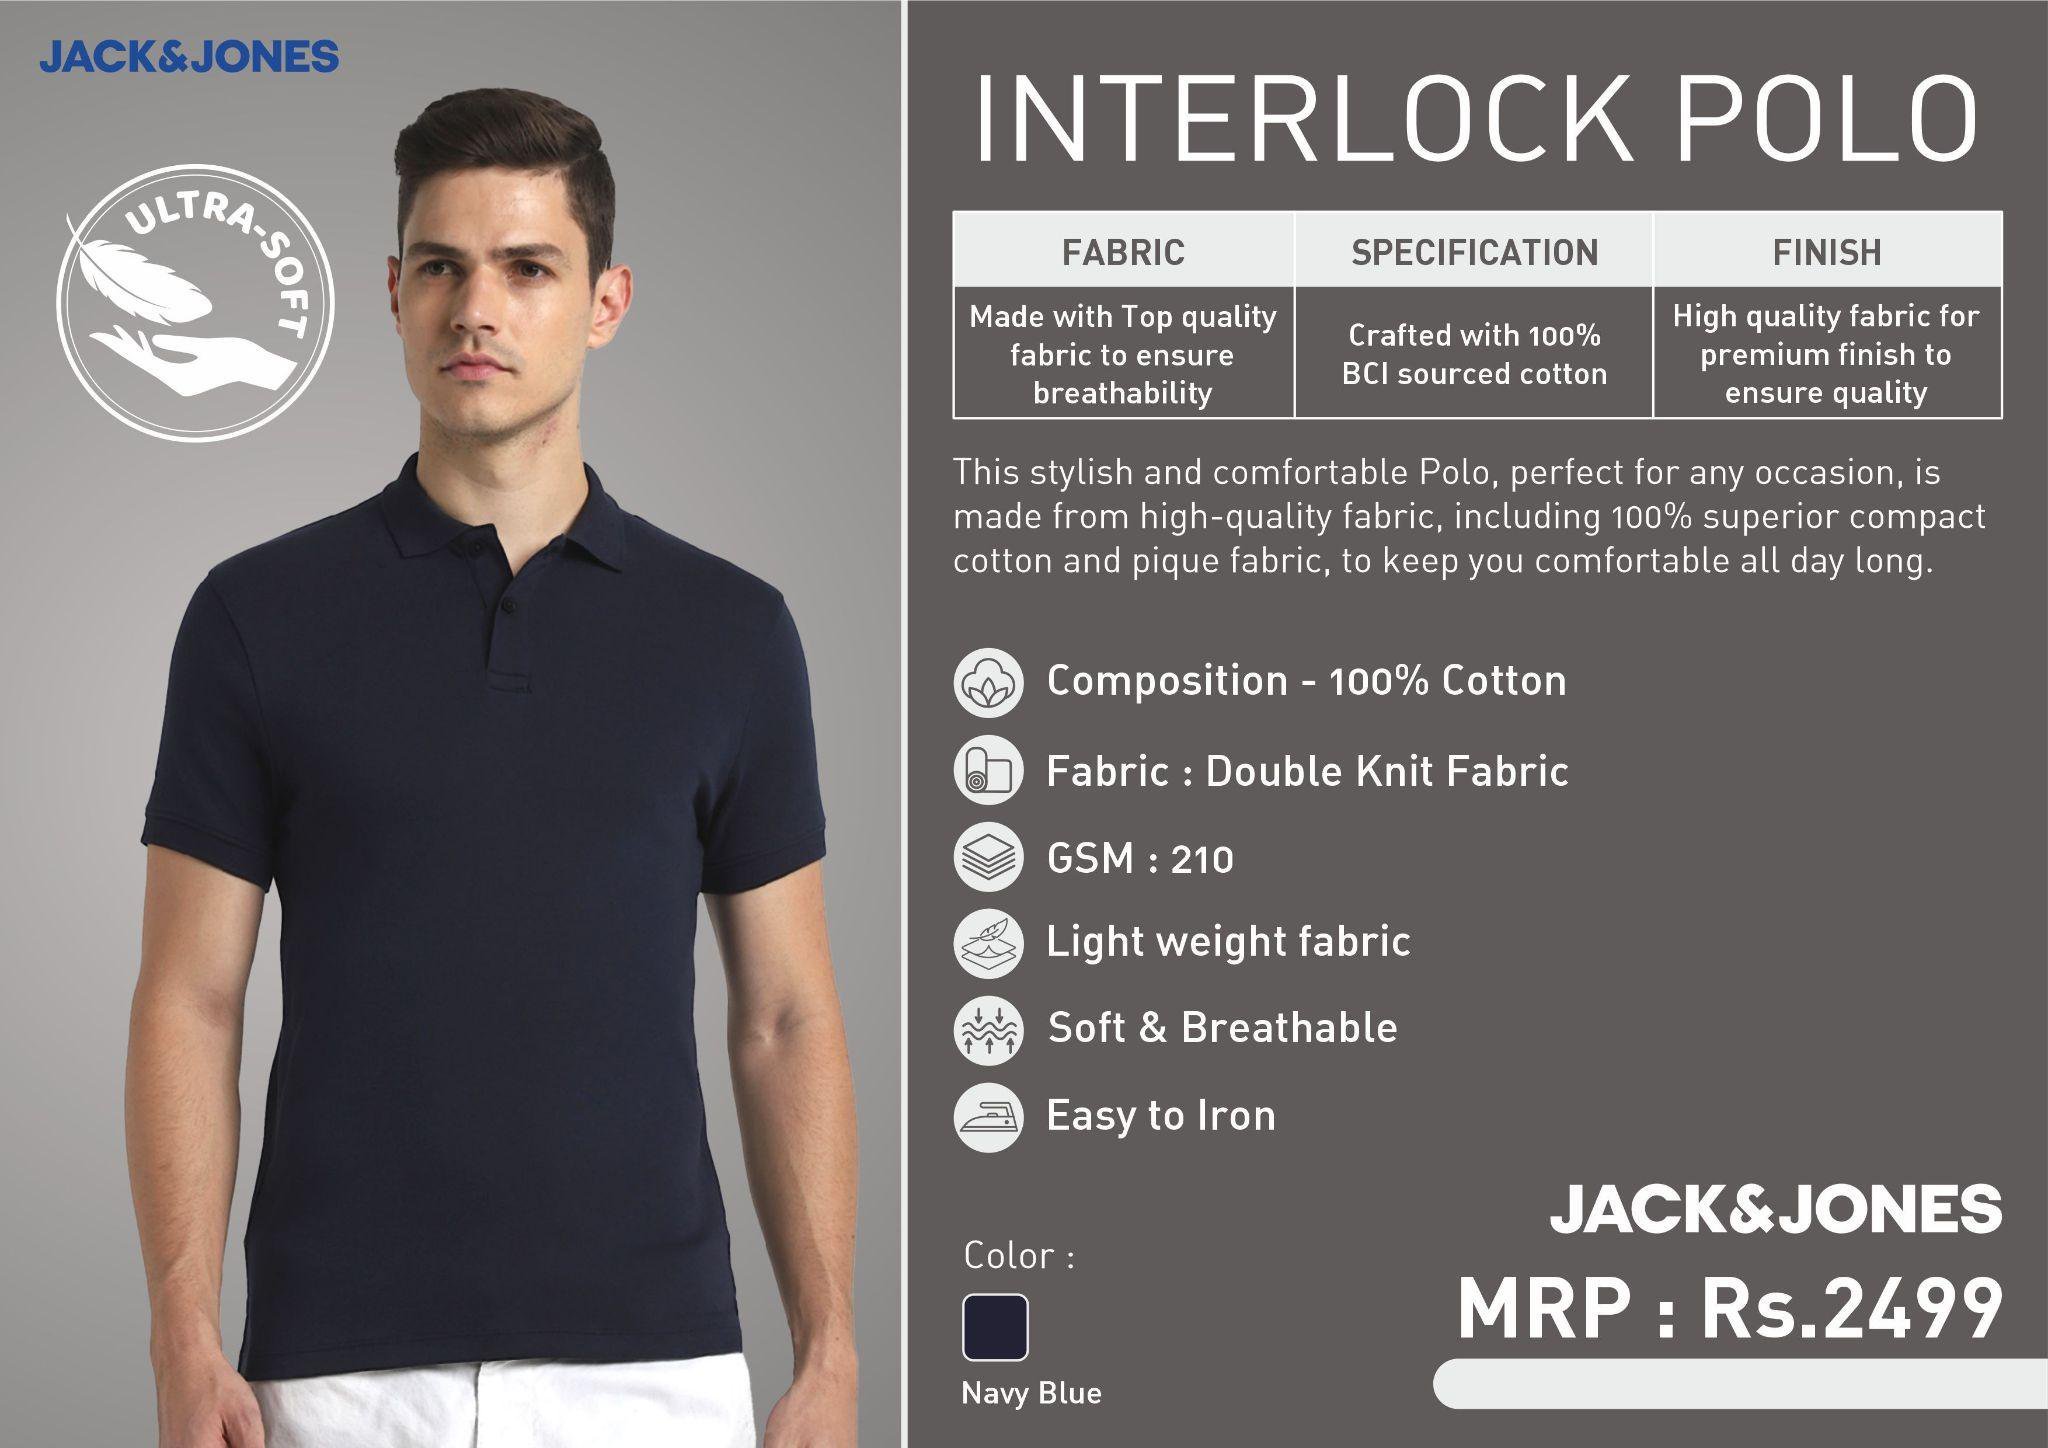 JACK&JONES
ULTRA-SOFT
INTERLOCK POLO
FABRIC
Made with Top quality
fabric to ensure
breathability
SPECIFICATION
Crafted with 100%
BCI sourced cotton
FINISH
High quality fabric for
premium finish to
ensure quality
This stylish and comfortable Polo, perfect for any occasion, is
made from high-quality fabric, including 100% superior compact
cotton and pique fabric, to keep you comfortable all day long.
Composition - 100% Cotton
Fabric : Double Knit Fabric
GSM : 210
Light weight fabric
Soft & Breathable
Easy to Iron
Color :
Navy Blue
JACK&JONES
MRP : Rs.2499